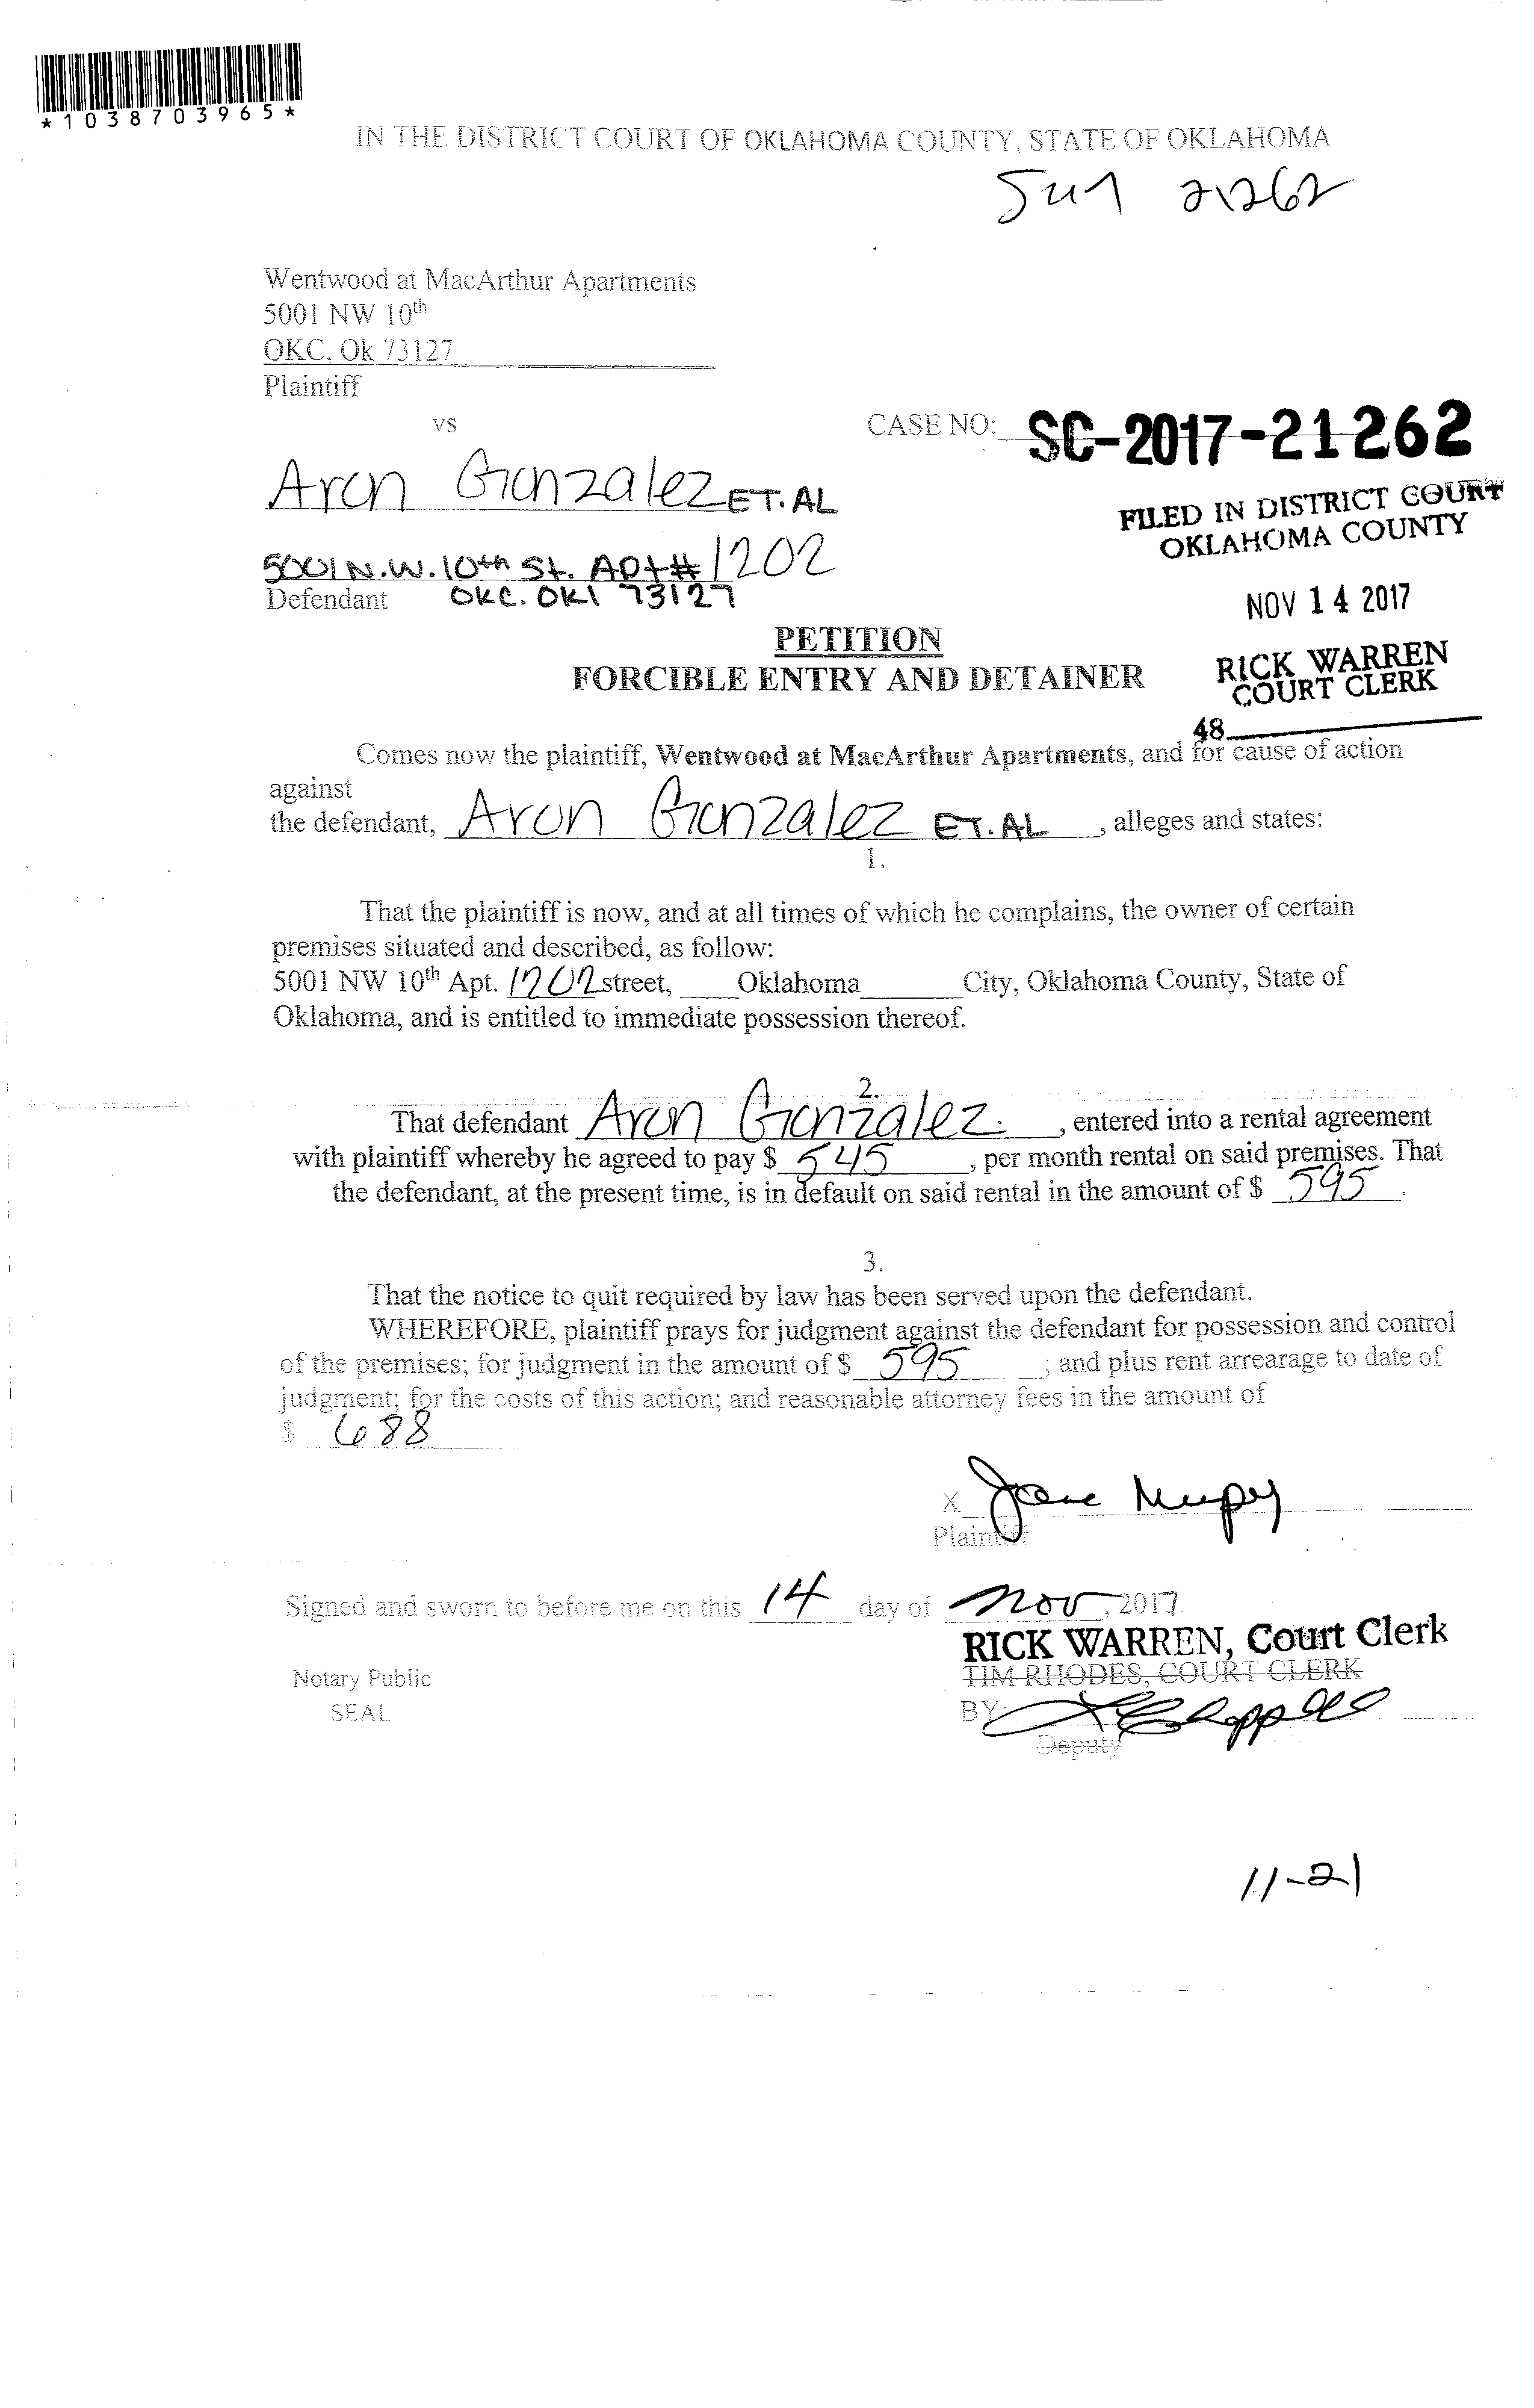 *1038703965*
IN THE DISTRICT COURT OF OKLAHOMA COUNTY, STATE OF OKLAHOMA
21262
Wentwood at MacArthur Apartments
5001 NW 10th
OKC, Ok 73127
Plaintiff
vs
CASE NO: SC-2017-21262
Aron Gonzalez ET.AL
FILED IN DISTRICT COURT
OKLAHOMA COUNTY
5001 N.W. 10th St. Apt# 1202
Defendant OKC. OKl 73127
NOV 14 2017
PETITION
FORCIBLE ENTRY AND DETAINER
RICK WARREN
COURT CLERK
48
Comes now the plaintiff, Wentwood at MacArthur Apartments, and for cause of action
against
the defendant, Aron Gonzalez ET.AL , alleges and states:
1.
That the plaintiff is now, and at all times of which he complains, the owner of certain
premises situated and described, as follow:
5001 NW 10th Apt. 1202 street, Oklahoma City, Oklahoma County, State of
Oklahoma, and is entitled to immediate possession thereof.
2.
That defendant Aron Gonzalez. , entered into a rental agreement
with plaintiff whereby he agreed to pay $ 545 , per month rental on said premises. That
the defendant, at the present time, is in default on said rental in the amount of $ 595 .
3.
That the notice to quit required by law has been served upon the defendant.
WHEREFORE, plaintiff prays for judgment against the defendant for possession and control
of the premises; for judgment in the amount of $ 595 ; and plus rent arrearage to date of
judgment; for the costs of this action; and reasonable attorney fees in the amount of
$ 688
X
Plaintiff
Signed and sworn to before me on this 14 day of Nov, 2017.
RICK WARREN, Court Clerk
Notary Public TIM RHODES, COURT CLERK
SEAL BY
Deputy
11-21